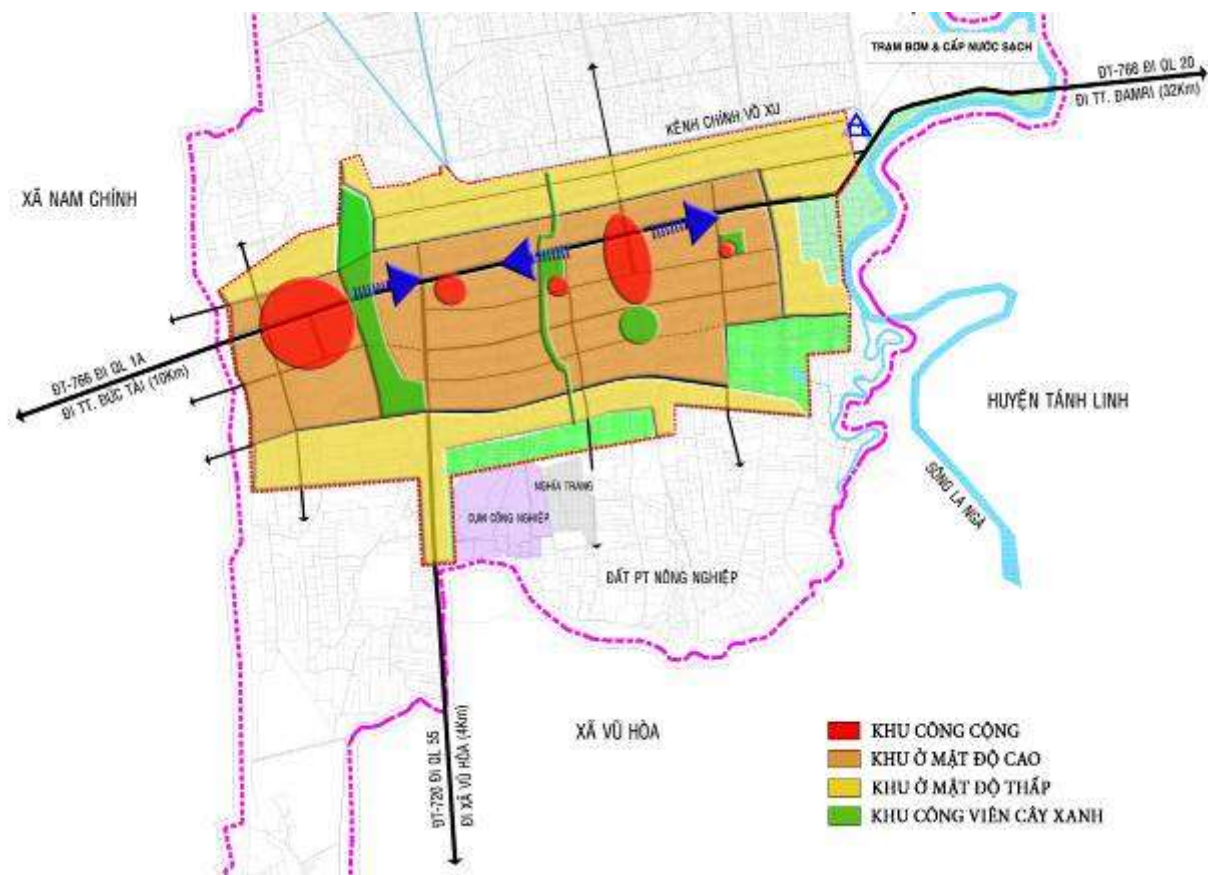 TRẠM BƠM & CẤP NƯỚC SẠCH
ĐT-766 ĐI QL 20
ĐI TT. ĐAMRI (32Km)
KÊNH CHÍNH VÕ XU
XÃ NAM CHÍNH
ĐT-766 ĐI QL 1A
ĐI TT. ĐỨC TÀI (10Km)
HUYỆN TÁNH LINH
SÔNG LA NGÀ
NGHĨA TRANG
CỤM CÔNG NGHIỆP
ĐẤT PT NÔNG NGHIỆP
ĐT-720 ĐI QL 55
ĐI XÃ VŨ HÒA (4Km)
XÃ VŨ HÒA
KHU CÔNG CỘNG
KHU Ở MẬT ĐỘ CAO
KHU Ở MẬT ĐỘ THẤP
KHU CÔNG VIÊN CÂY XANH